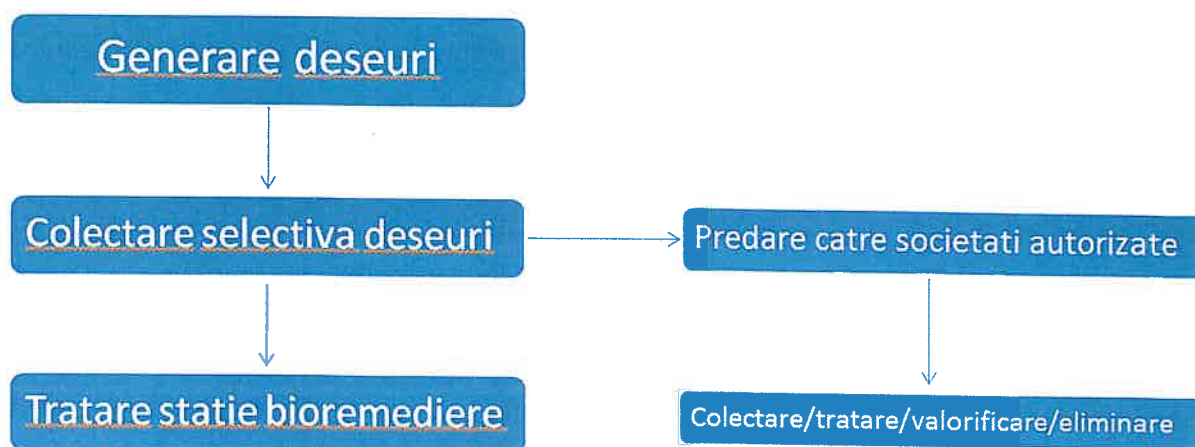 Generare deseuri
Colectare selectiva deseuri
Predare catre societati autorizate
Tratare statie bioremediere
Colectare/tratare/valorificare/eliminare